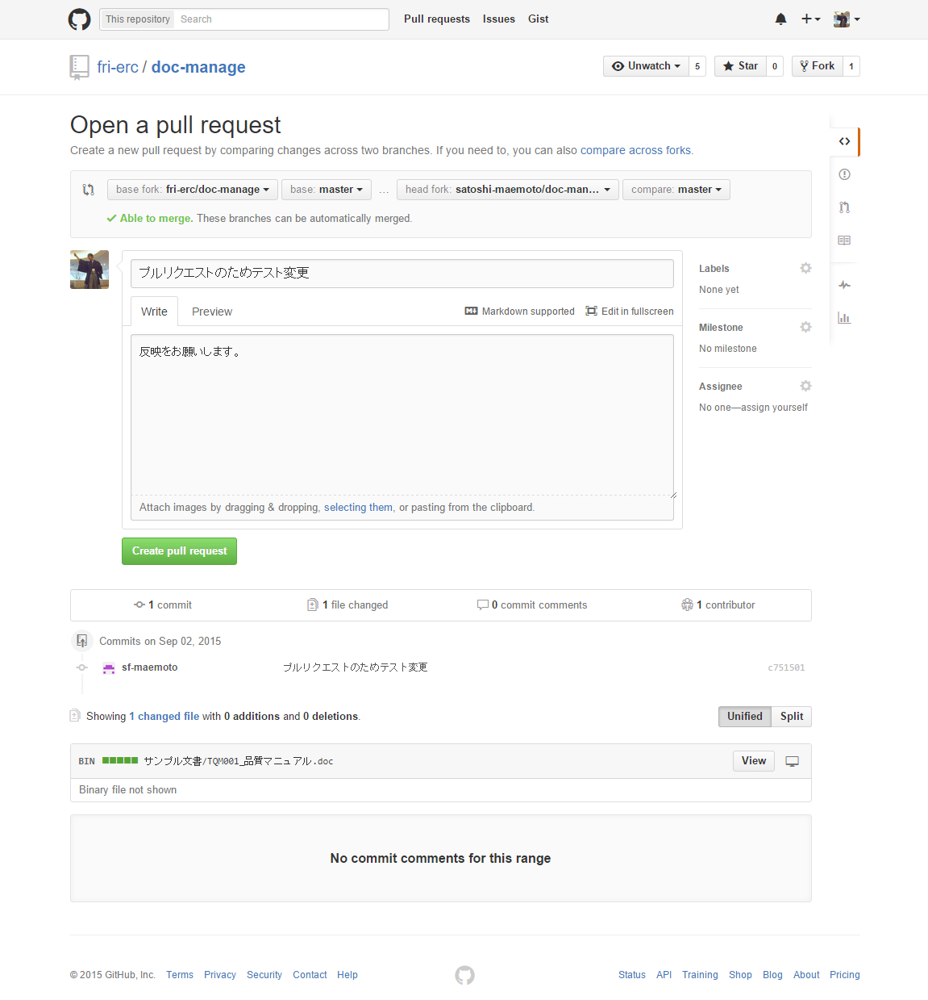 This repository Search Pull requests Issues Gist
fri-erc / doc-manage Unwatch 5 Star 0 Fork 1
Open a pull request
Create a new pull request by comparing changes across two branches. If you need to, you can also compare across forks.
base fork: fri-erc/doc-manage base: master ... head fork: satoshi-maemoto/doc-man... compare: master
Able to merge. These branches can be automatically merged.
プルリクエストのためテスト変更
Write Preview Markdown supported Edit in fullscreen
反映をお願いします。
Attach images by dragging & dropping, selecting them, or pasting from the clipboard.
Create pull request
Labels
None yet
Milestone
No milestone
Assignee
No one—assign yourself
1 commit 1 file changed 0 commit comments 1 contributor
Commits on Sep 02, 2015
sf-maemoto プルリクエストのためテスト変更 c751501
Showing 1 changed file with 0 additions and 0 deletions. Unified Split
BIN サンプル文書/TQM001_品質マニュアル.doc View
Binary file not shown
No commit comments for this range
© 2015 GitHub, Inc. Terms Privacy Security Contact Help Status API Training Shop Blog About Pricing